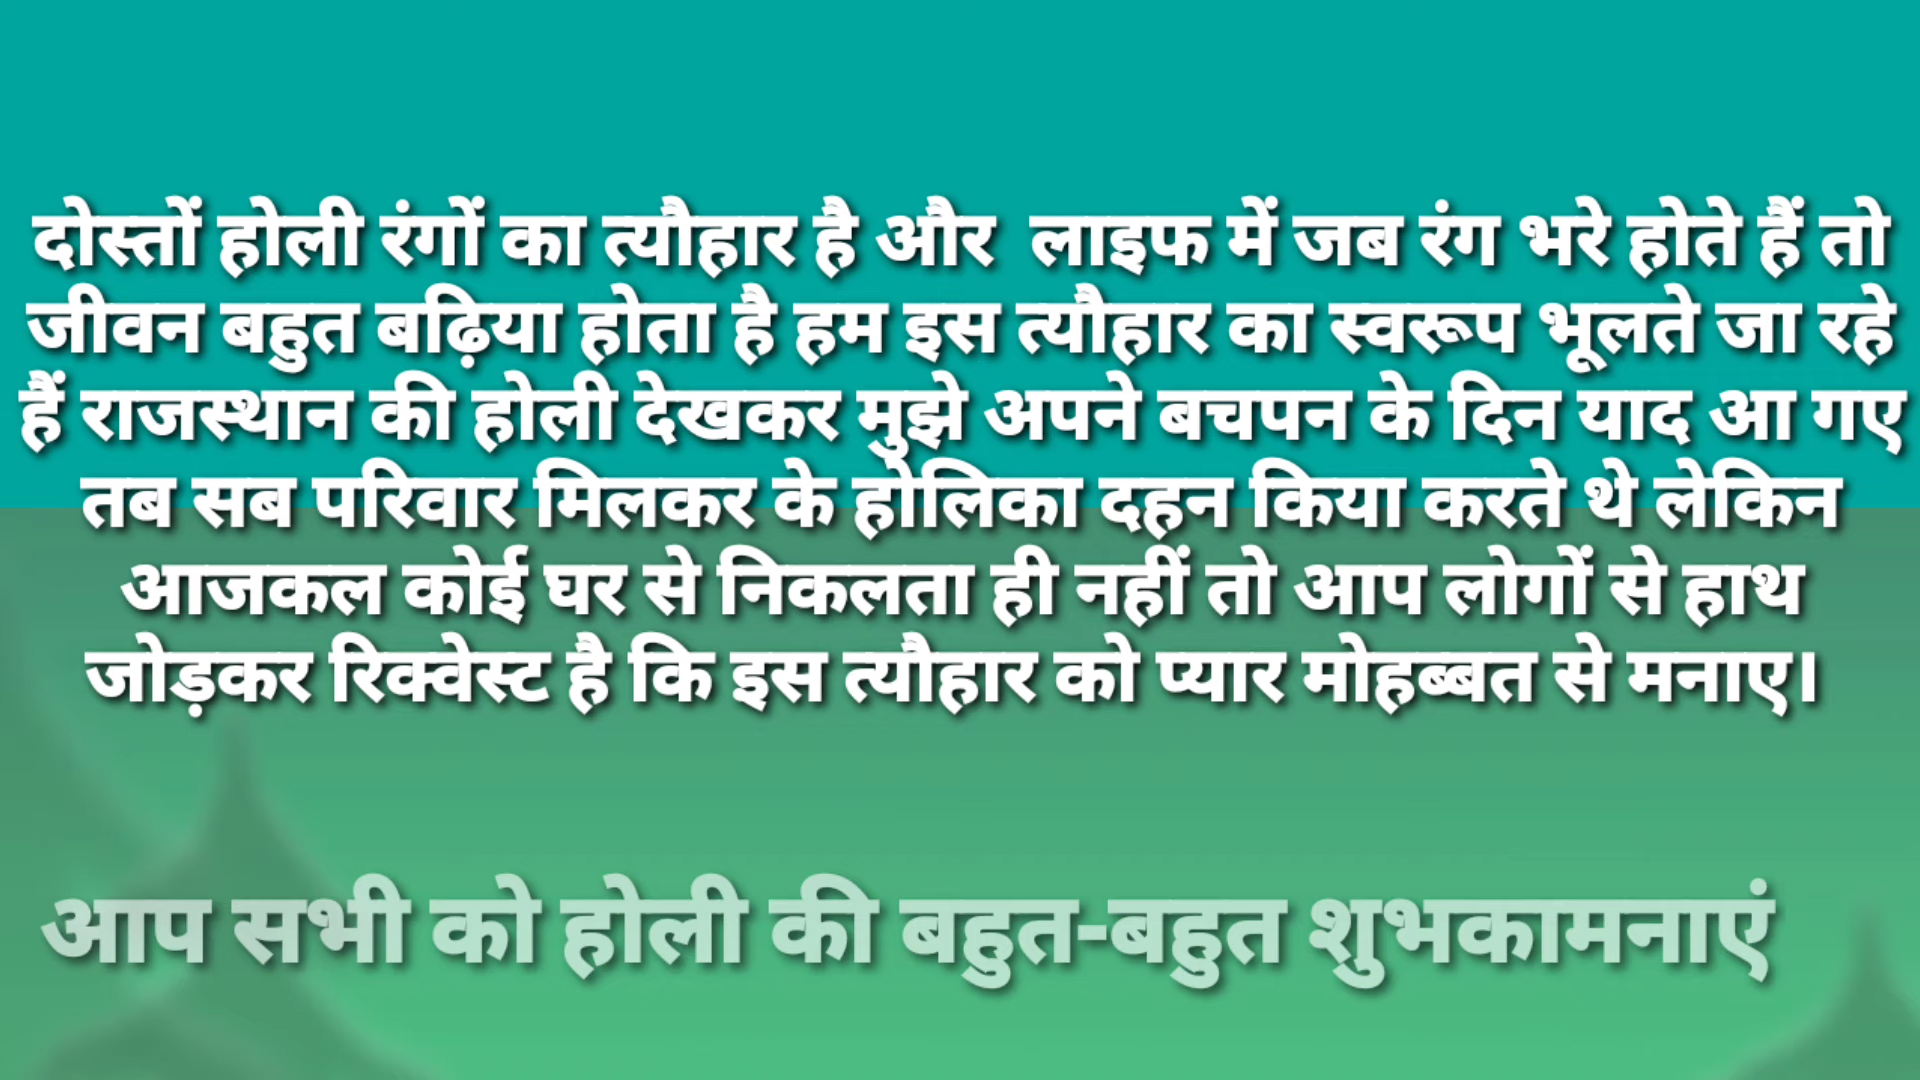 दोस्तों होली रंगों का त्यौहार है और  लाइफ में जब रंग भरे होते हैं तो
जीवन बहुत बढ़िया होता है हम इस त्यौहार का स्वरूप भूलते जा रहे
हैं राजस्थान की होली देखकर मुझे अपने बचपन के दिन याद आ गए
तब सब परिवार मिलकर के होलिका दहन किया करते थे लेकिन
आजकल कोई घर से निकलता ही नहीं तो आप लोगों से हाथ
जोड़कर रिक्वेस्ट है कि इस त्यौहार को प्यार मोहब्बत से मनाए।
आप सभी को होली की बहुत-बहुत शुभकामनाएं